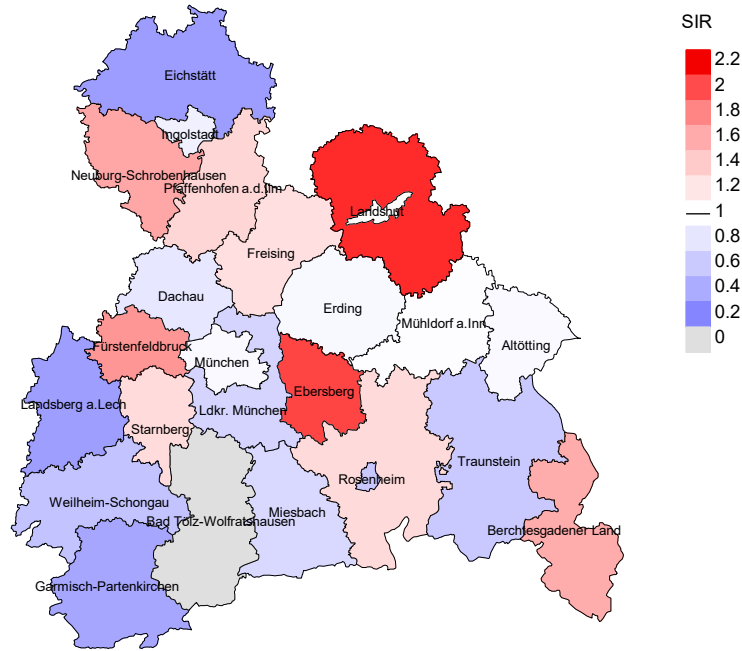 SIR
2.2
2
1.8
1.6
1.4
1.2
1
0.8
0.6
0.4
0.2
0
Eichstätt
Ingolstadt
Neuburg-Schrobenhausen
Pfaffenhofen a.d.Ilm
Landshut
Freising
Dachau
Erding
Mühldorf a.Inn
Altötting
Fürstenfeldbruck
München
Ebersberg
Landsberg a.Lech
Ldkr. München
Starnberg
Traunstein
Rosenheim
Weilheim-Schongau
Miesbach
Bad Tölz-Wolfratshausen
Berchtesgadener Land
Garmisch-Partenkirchen